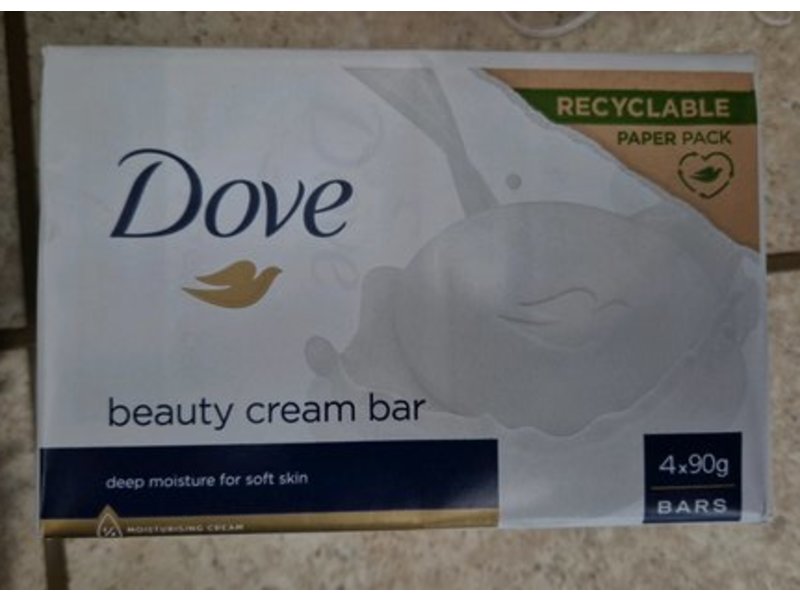 RECYCLABLE
PAPER PACK
Dove
beauty cream bar
deep moisture for soft skin
4x90g
BARS
MOISTURISING CREAM